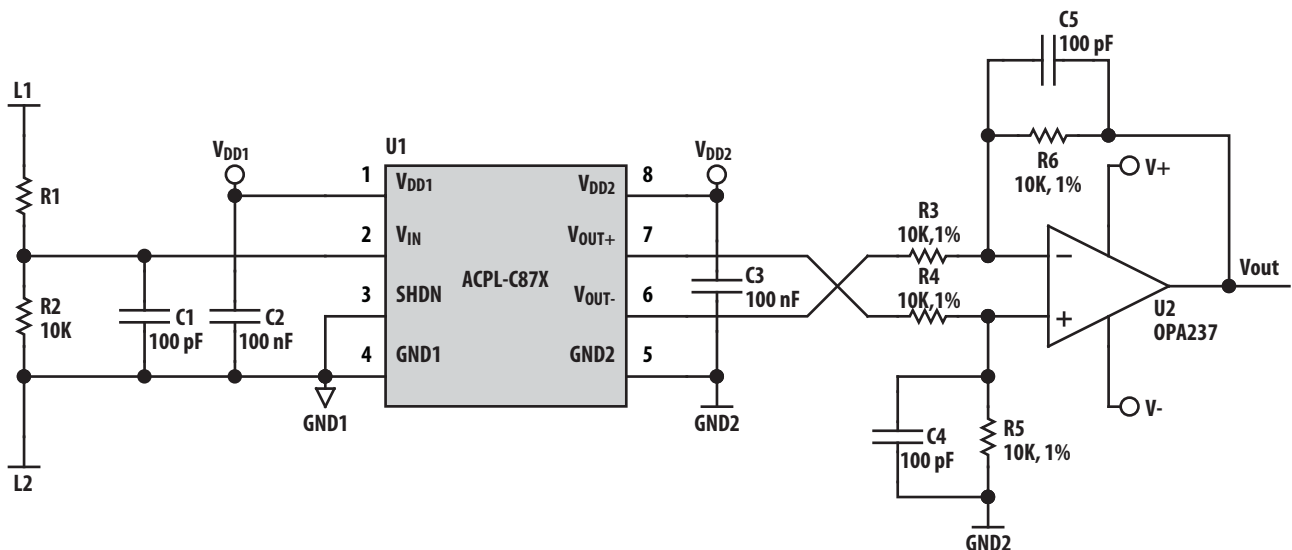 C5
100 pF
L1
R6
10K, 1%
V+
VDD1
U1
VDD2
1
VDD1
VDD2
8
R1
R3
10K,1%
2
VIN
VOUT+
7
ACPL-C87X
R4
10K,1%
Vout
R2
10K
C1
100 pF
C2
100 nF
3
SHDN
VOUT-
6
C3
100 nF
U2
OPA237
4
GND1
GND2
5
GND1
GND2
V-
C4
100 pF
R5
10K, 1%
L2
GND2